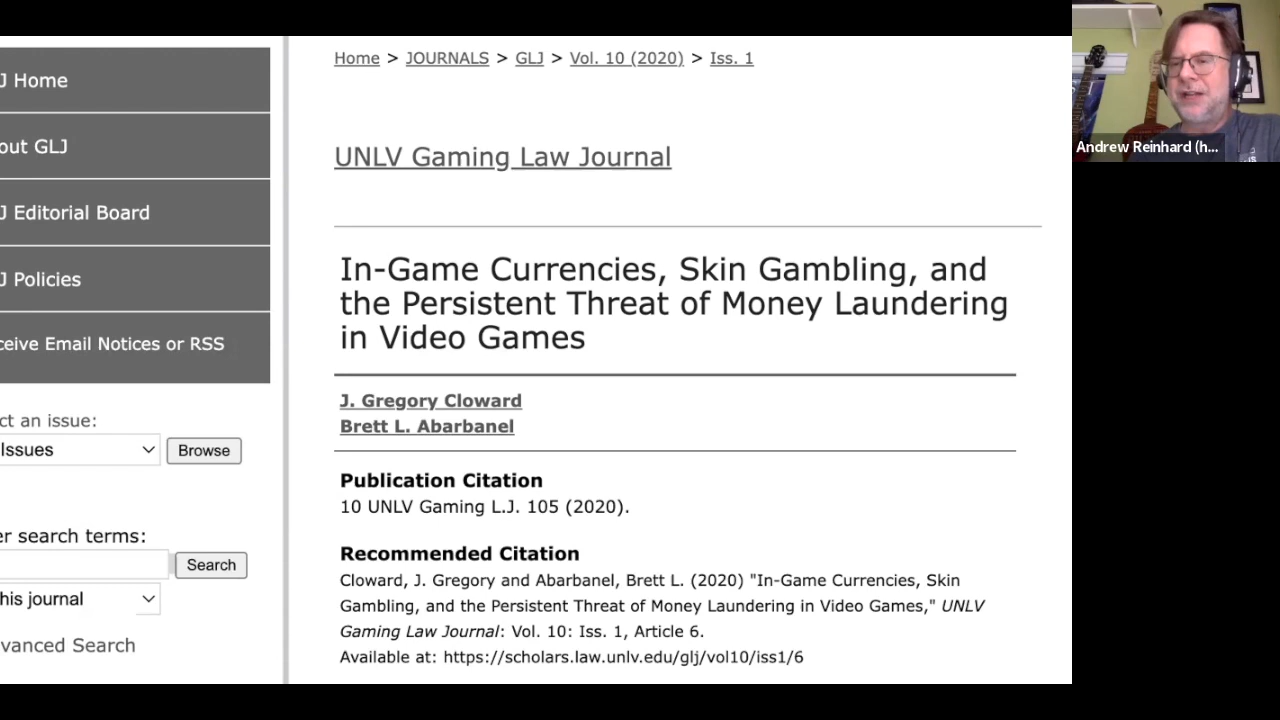 Home > JOURNALS > GLJ > Vol. 10 (2020) > Iss. 1
J Home
out GLJ
J Editorial Board
J Policies
ceive Email Notices or RSS
ct an issue:
Issues
Browse
er search terms:
Search
his journal
vanced Search
UNLV Gaming Law Journal
In-Game Currencies, Skin Gambling, and
the Persistent Threat of Money Laundering
in Video Games
J. Gregory Cloward
Brett L. Abarbanel
Publication Citation
10 UNLV Gaming L.J. 105 (2020).
Recommended Citation
Cloward, J. Gregory and Abarbanel, Brett L. (2020) "In-Game Currencies, Skin
Gambling, and the Persistent Threat of Money Laundering in Video Games," UNLV
Gaming Law Journal: Vol. 10: Iss. 1, Article 6.
Available at: https://scholars.law.unlv.edu/glj/vol10/iss1/6
Andrew Reinhard (h...